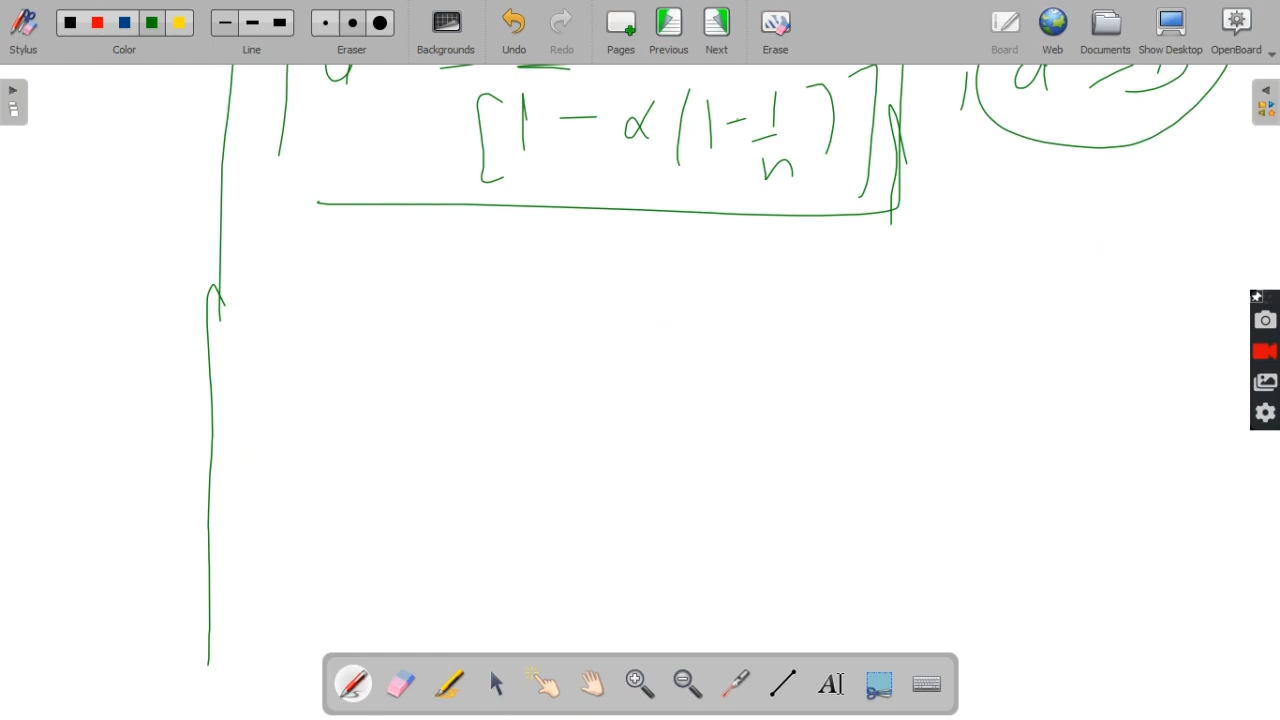 Stylus Color Line Eraser Backgrounds Undo Redo Pages Previous Next Erase Board Web Documents Show Desktop OpenBoard
[1 - α(1 - 1/n)]